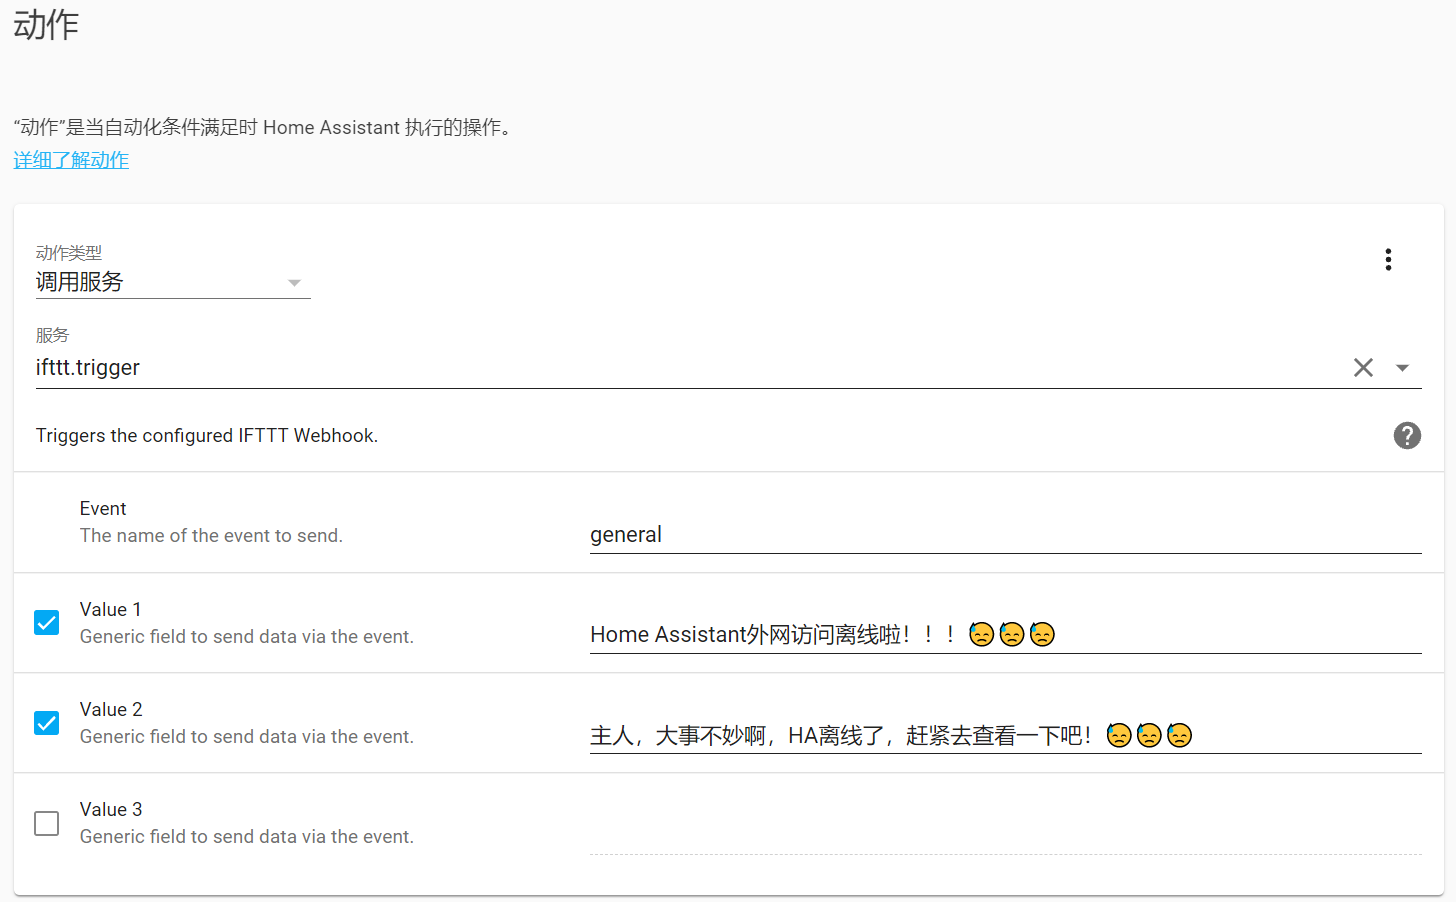 动作
“动作”是当自动化条件满足时 Home Assistant 执行的操作。
详细了解动作
动作类型
调用服务
服务
ifttt.trigger
Triggers the configured IFTTT Webhook.
Event
The name of the event to send.
general
Value 1
Generic field to send data via the event.
Home Assistant外网访问离线啦！！！😓😓😓
Value 2
Generic field to send data via the event.
主人，大事不妙啊，HA离线了，赶紧去查看一下吧！😓😓😓
Value 3
Generic field to send data via the event.